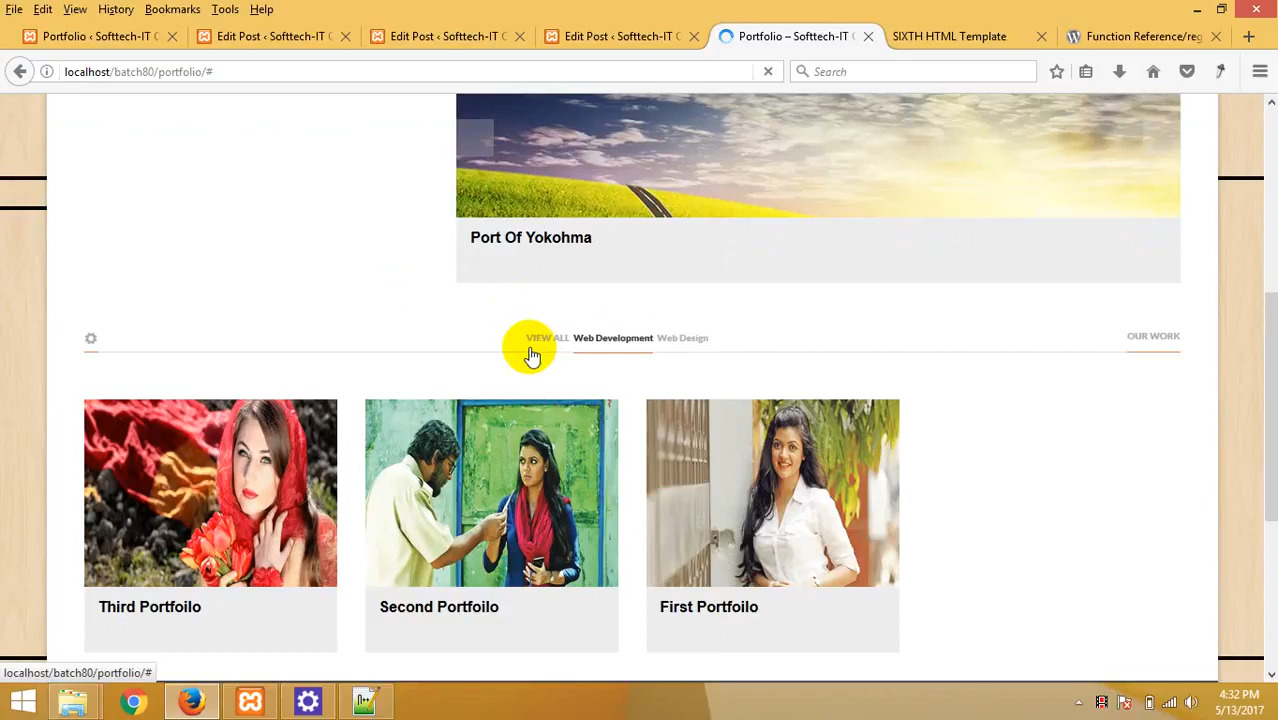 File Edit View History Bookmarks Tools Help
Portfolio ‹ Softtech-IT
Edit Post ‹ Softtech-IT
Edit Post ‹ Softtech-IT
Edit Post ‹ Softtech-IT
Portfolio – Softtech-IT
SIXTH HTML Template
Function Reference/reg
localhost/batch80/portfolio/#
Search
Port Of Yokohma
VIEW ALL Web Development Web Design
OUR WORK
Third Portfoilo
Second Portfoilo
First Portfoilo
localhost/batch80/portfolio/#
4:32 PM
5/13/2017